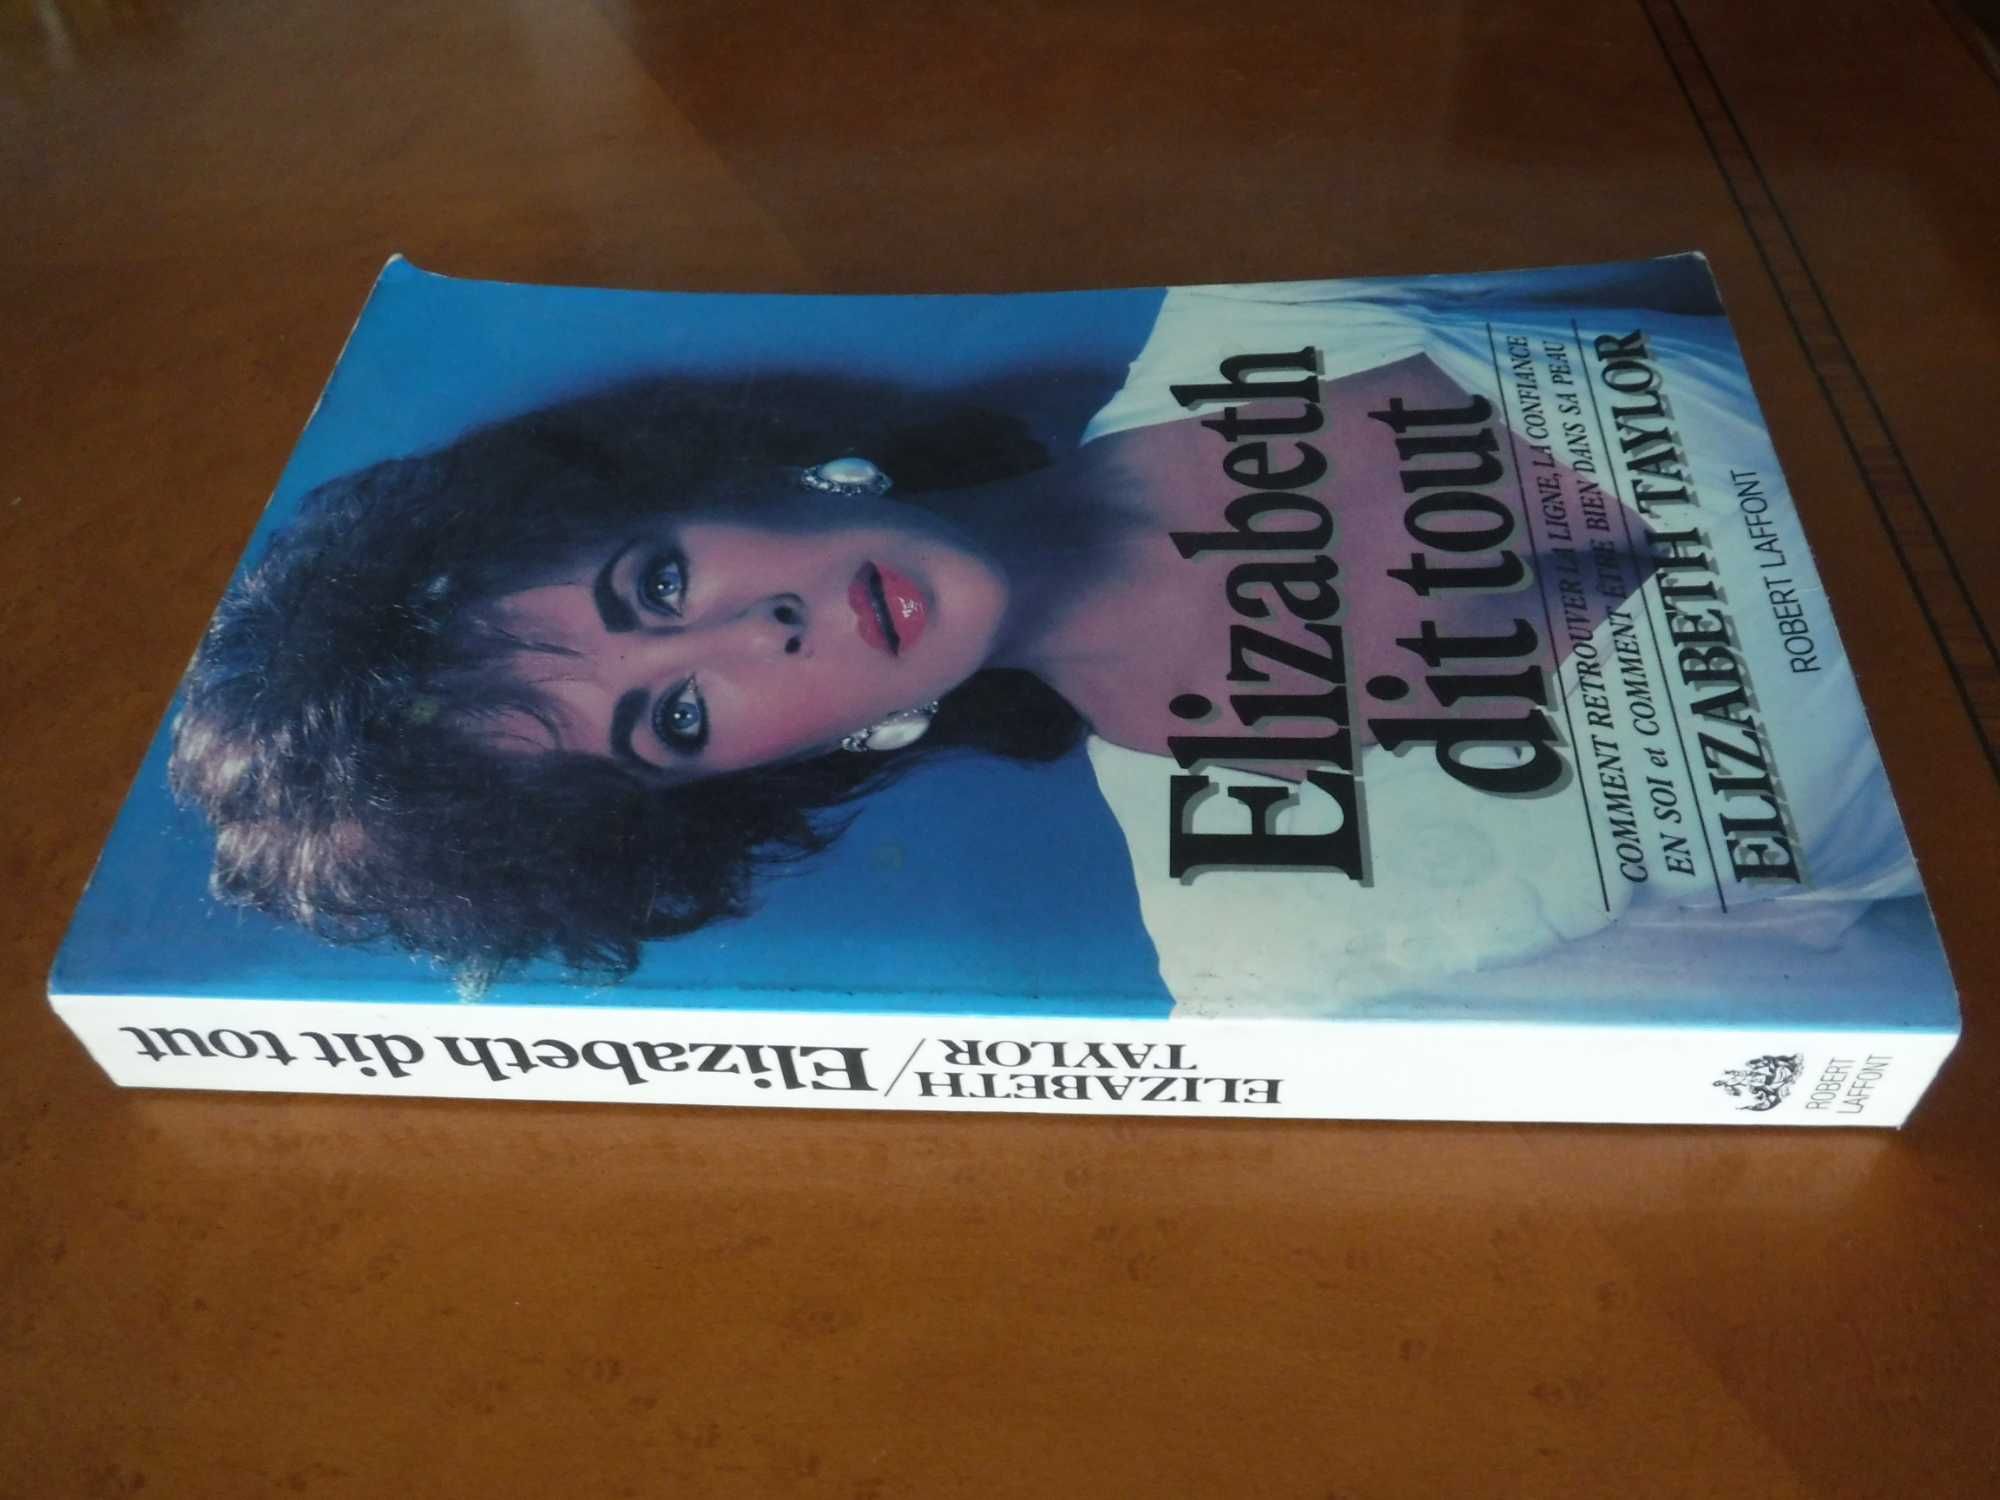 Elizabeth
dit tout
COMMENT RETROUVER LA LIGNE, LA CONFIANCE
EN SOI et COMMENT ÊTRE BIEN DANS SA PEAU
ELIZABETH TAYLOR
ROBERT LAFFONT
ELIZABETH
TAYLOR
/
Elizabeth dit tout
ROBERT
LAFFONT